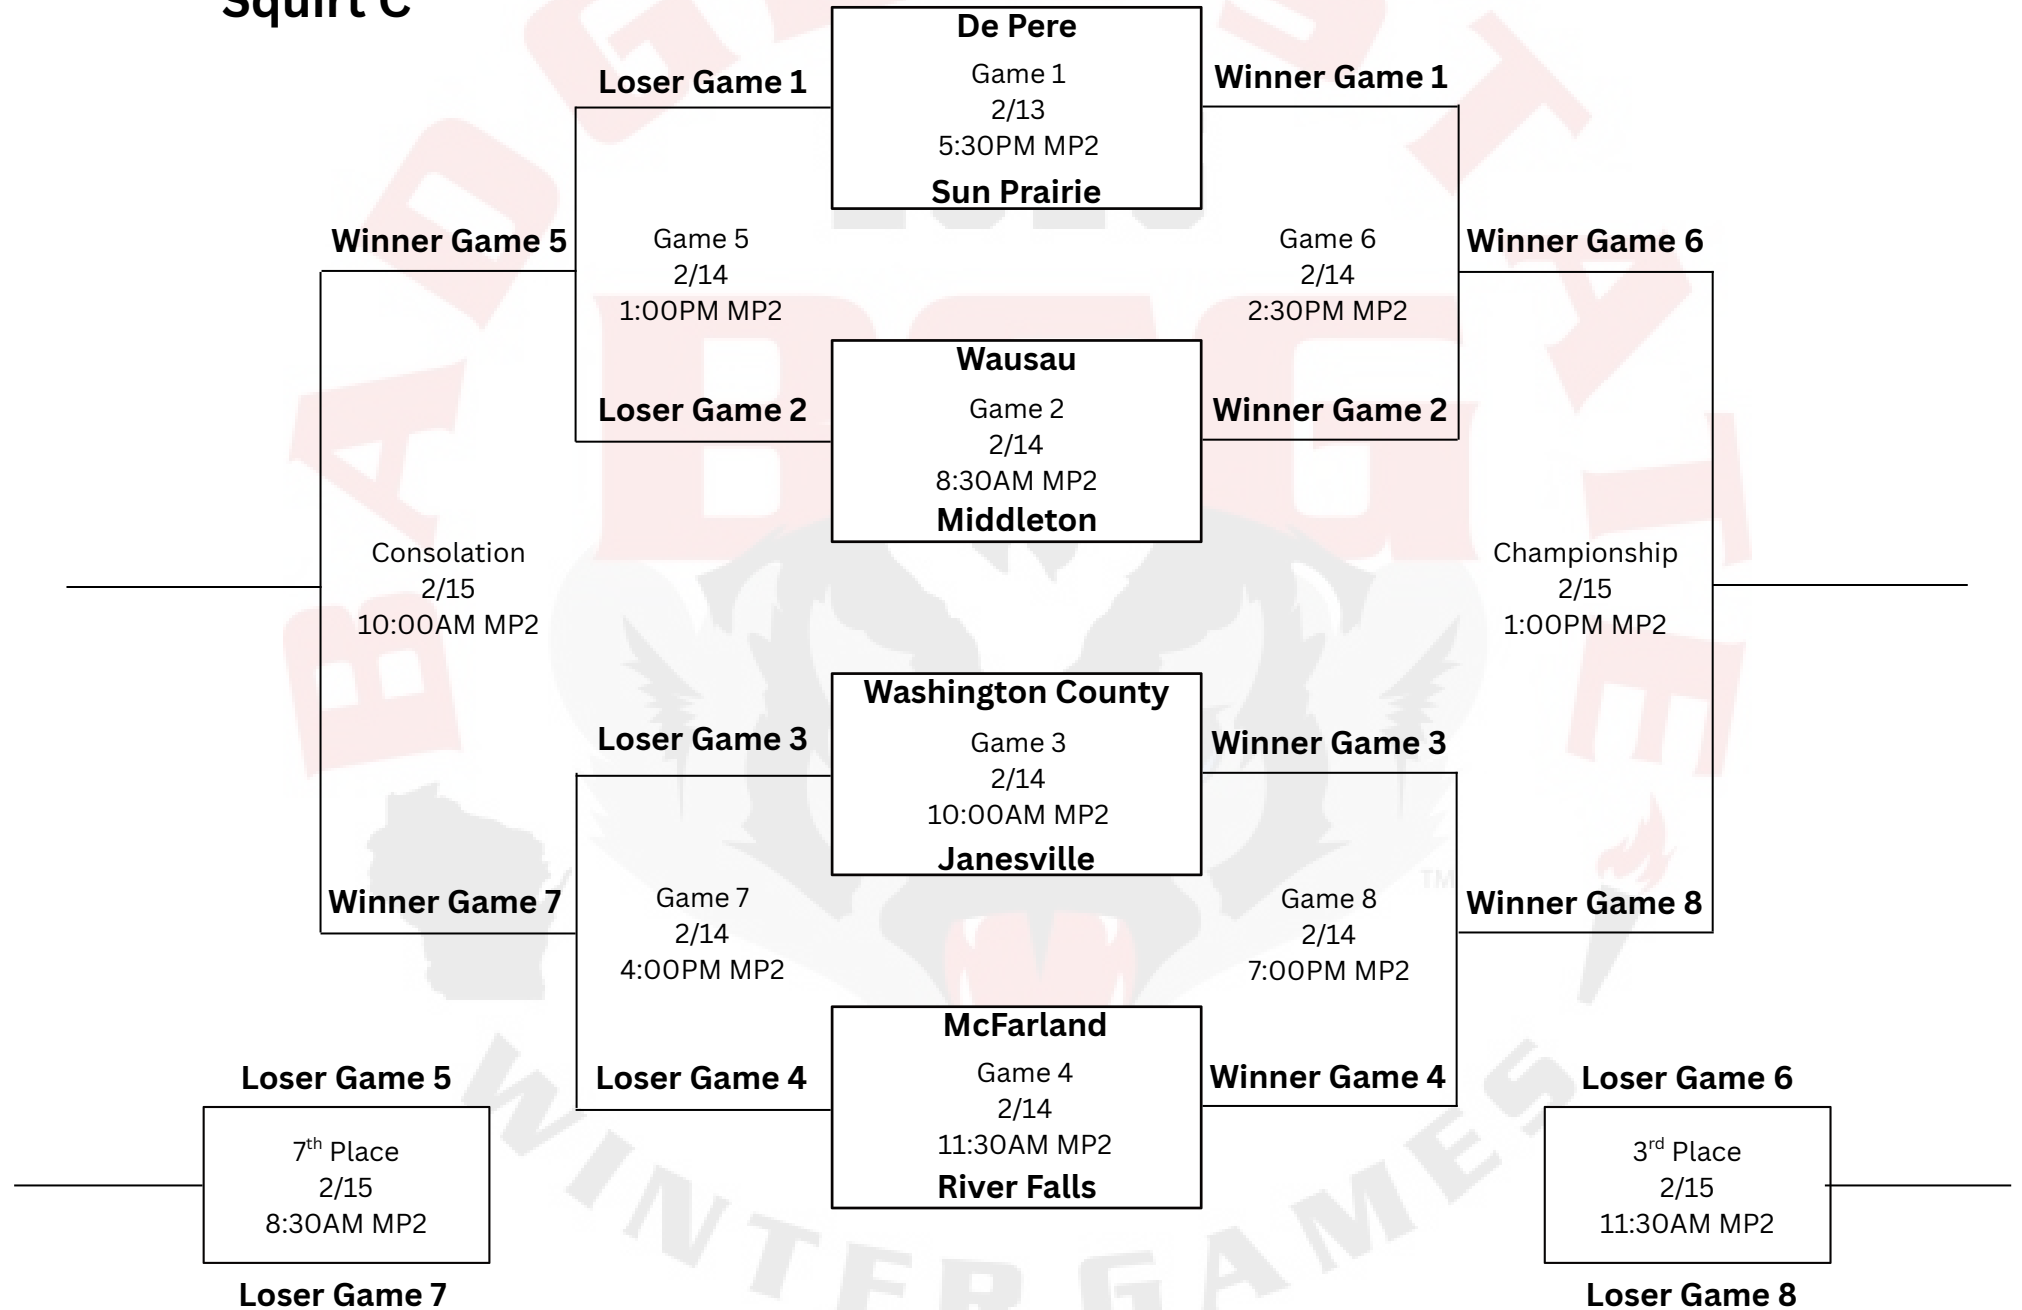 Squirt C
De Pere
Game 1
2/13
5:30PM MP2
Sun Prairie
Loser Game 1
Winner Game 1
Winner Game 5
Game 5
2/14
1:00PM MP2
Game 6
2/14
2:30PM MP2
Winner Game 6
Wausau
Game 2
2/14
8:30AM MP2
Middleton
Loser Game 2
Winner Game 2
Consolation
2/15
10:00AM MP2
Championship
2/15
1:00PM MP2
Washington County
Game 3
2/14
10:00AM MP2
Janesville
Loser Game 3
Winner Game 3
Winner Game 7
Game 7
2/14
4:00PM MP2
Game 8
2/14
7:00PM MP2
Winner Game 8
McFarland
Game 4
2/14
11:30AM MP2
River Falls
Loser Game 4
Winner Game 4
Loser Game 5
7th Place
2/15
8:30AM MP2
Loser Game 7
Loser Game 6
3rd Place
2/15
11:30AM MP2
Loser Game 8
BADGER STATE
BSG
TM
WINTER GAMES